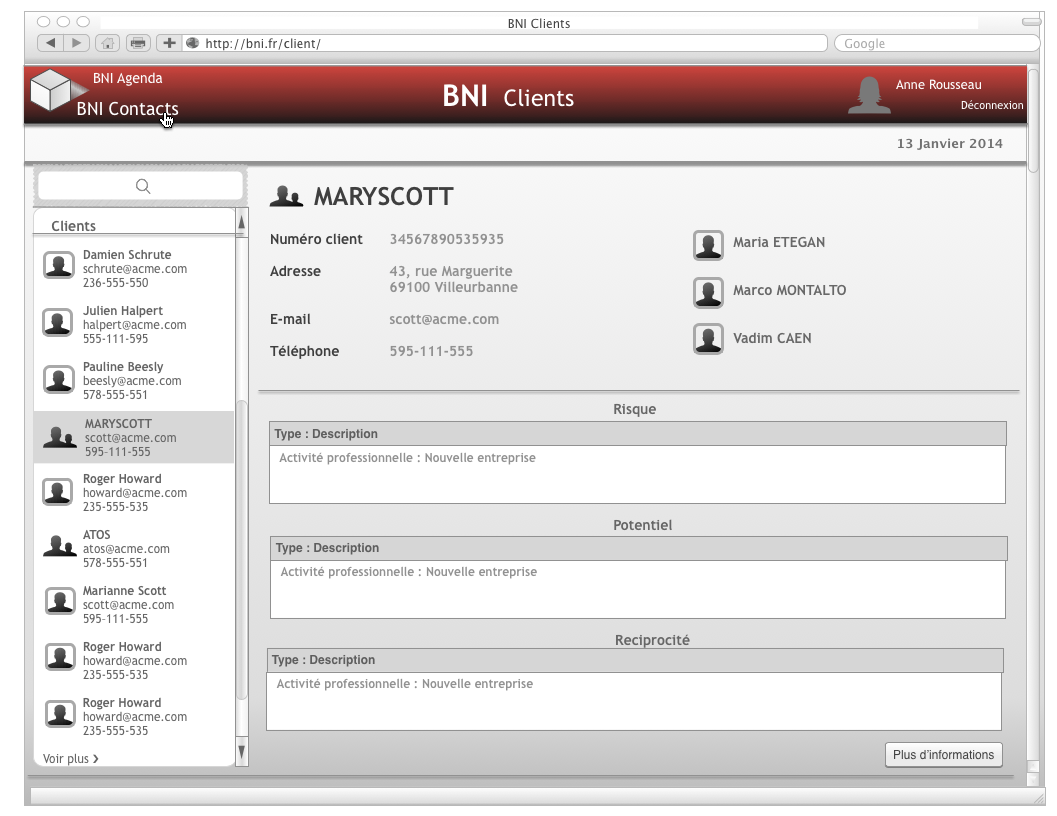 BNI Clients
http://bni.fr/client/
Google
BNI Agenda
BNI Contacts
BNI Clients
Anne Rousseau
Déconnexion
13 Janvier 2014
Clients
Damien Schrute
schrute@acme.com
236-555-550
Julien Halpert
halpert@acme.com
555-111-595
Pauline Beesly
beesly@acme.com
578-555-551
MARYSCOTT
scott@acme.com
595-111-555
Roger Howard
howard@acme.com
235-555-535
ATOS
atos@acme.com
578-555-551
Marianne Scott
scott@acme.com
595-111-555
Roger Howard
howard@acme.com
235-555-535
Roger Howard
howard@acme.com
235-555-535
Voir plus ›
MARYSCOTT
Numéro client 34567890535935
Adresse 43, rue Marguerite
69100 Villeurbanne
E-mail scott@acme.com
Téléphone 595-111-555
Maria ETEGAN
Marco MONTALTO
Vadim CAEN
Risque
Type : Description
Activité professionnelle : Nouvelle entreprise
Potentiel
Type : Description
Activité professionnelle : Nouvelle entreprise
Reciprocité
Type : Description
Activité professionnelle : Nouvelle entreprise
Plus d'informations